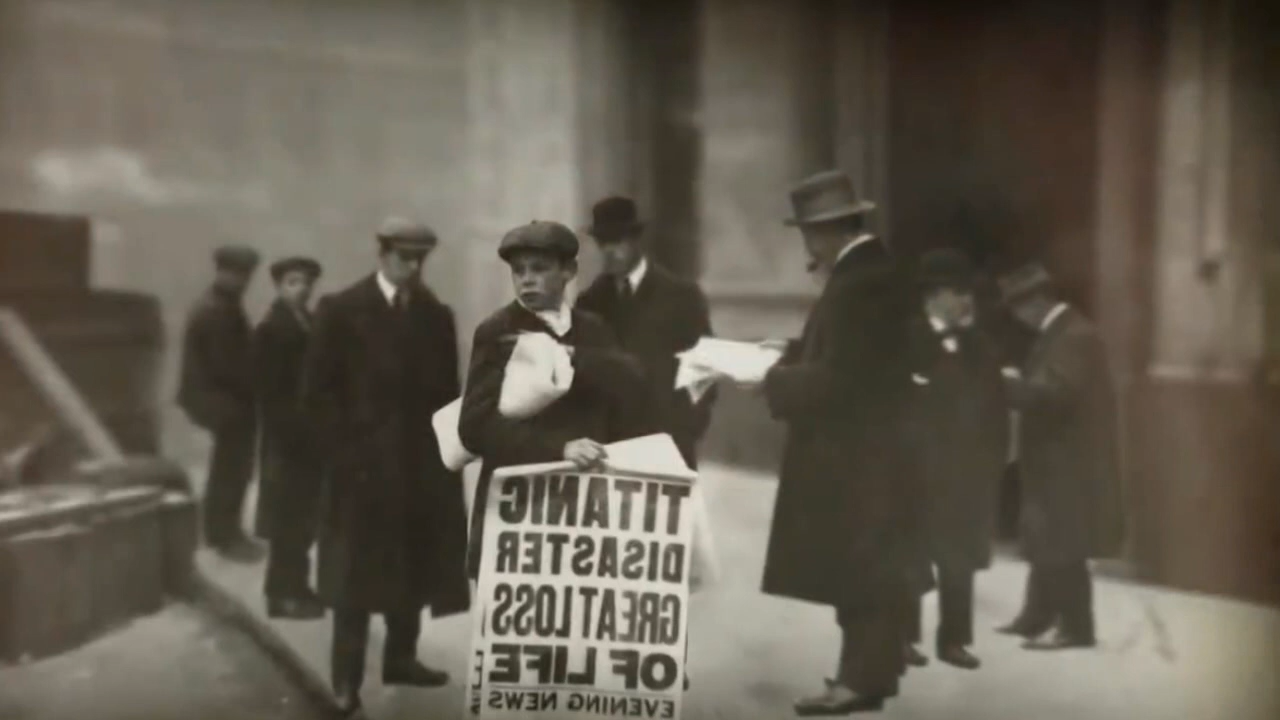 TITANIC
DISASTER
GREAT LOSS
OF LIFE
EVENING NEWS